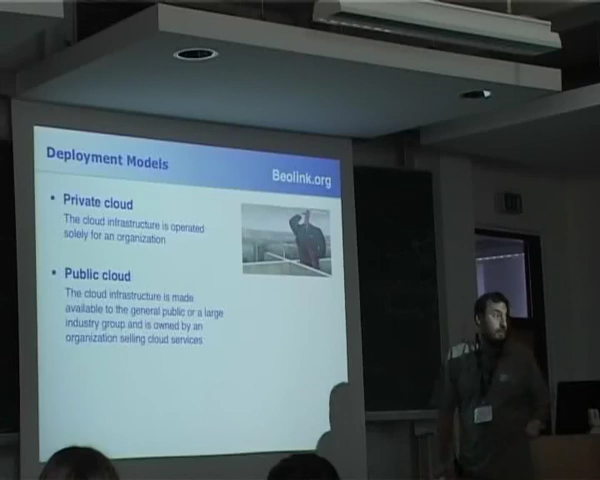 Deployment Models
Beolink.org
• Private cloud
The cloud infrastructure is operated
solely for an organization
• Public cloud
The cloud infrastructure is made
available to the general public or a large
industry group and is owned by an
organization selling cloud services